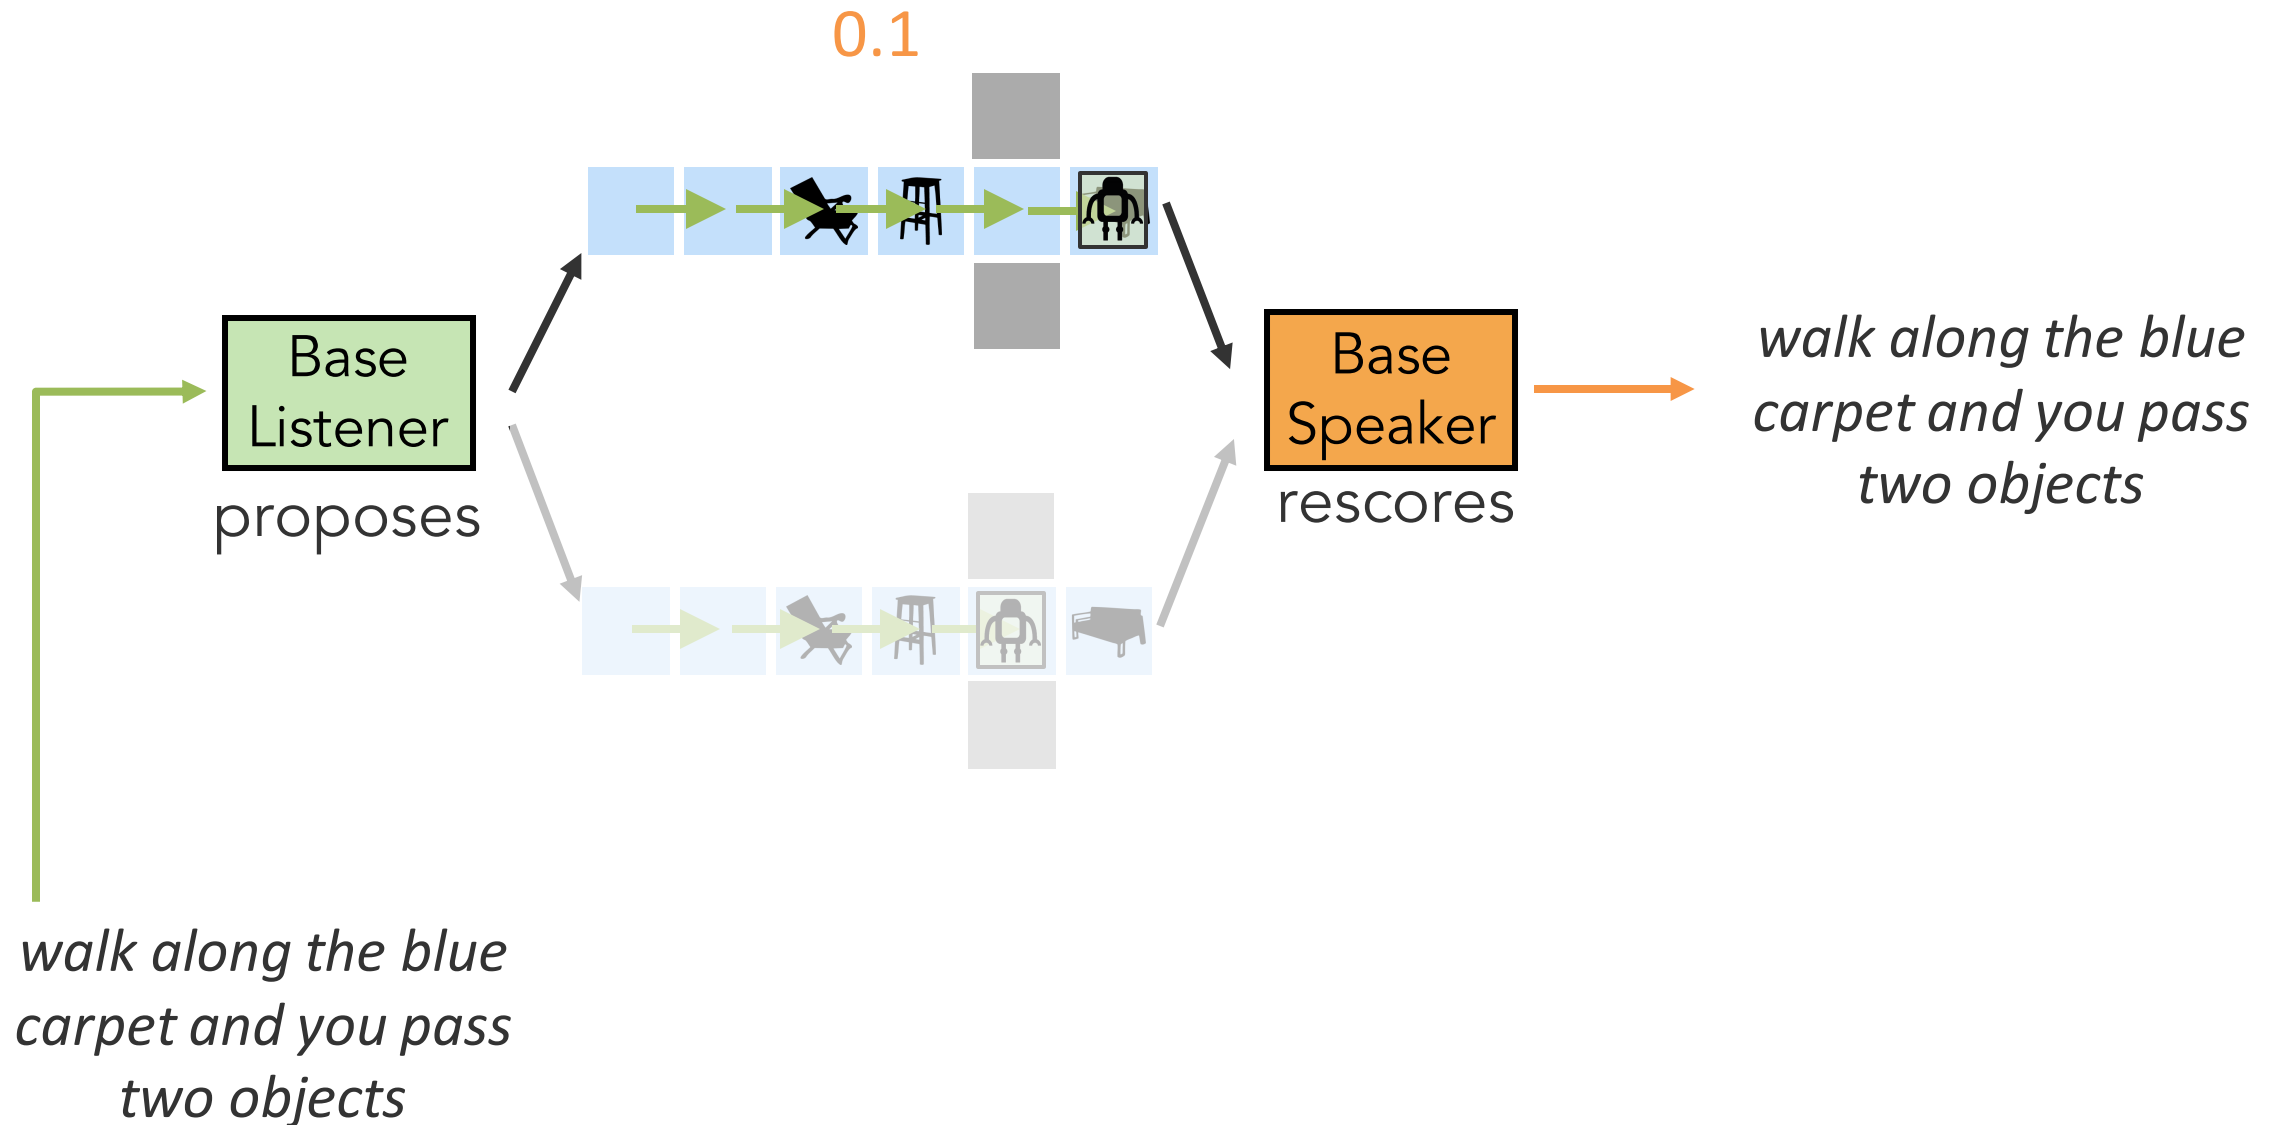 0.1
Base
Listener
proposes
Base
Speaker
rescores
walk along the blue
carpet and you pass
two objects
walk along the blue
carpet and you pass
two objects